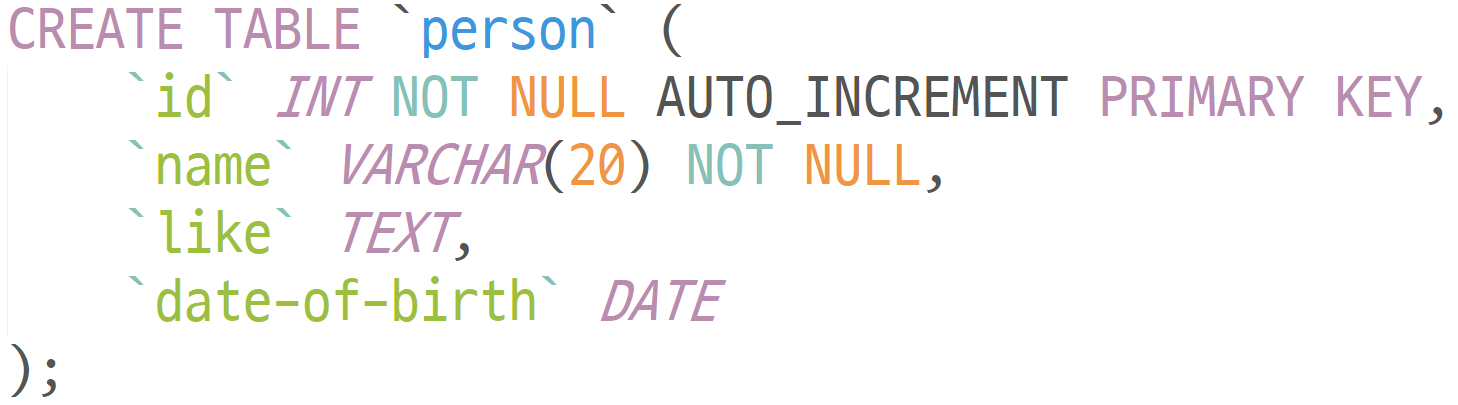 CREATE TABLE `person` (
    `id` INT NOT NULL AUTO_INCREMENT PRIMARY KEY,
    `name` VARCHAR(20) NOT NULL,
    `like` TEXT,
    `date-of-birth` DATE
);